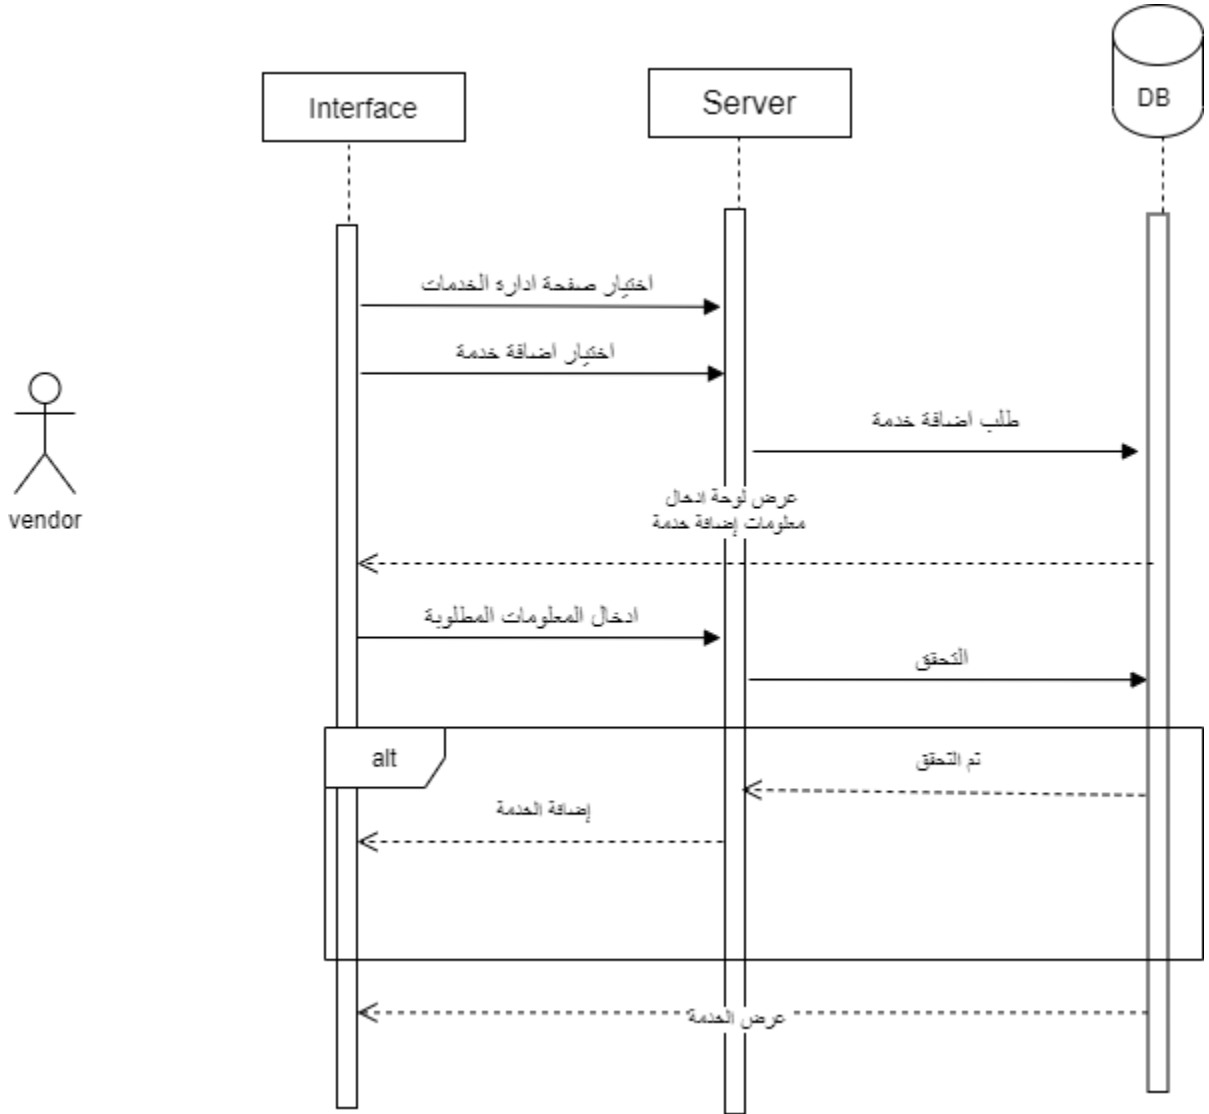 Interface
Server
DB
اختيار صفحة اداره الخدمات
اختيار اضافة خدمة
طلب اضافة خدمة
vendor
عرض لوحة ادخال
معلومات إضافة خدمة
ادخال المعلومات المطلوبة
التحقق
alt
تم التحقق
إضافة الخدمة
عرض الخدمة